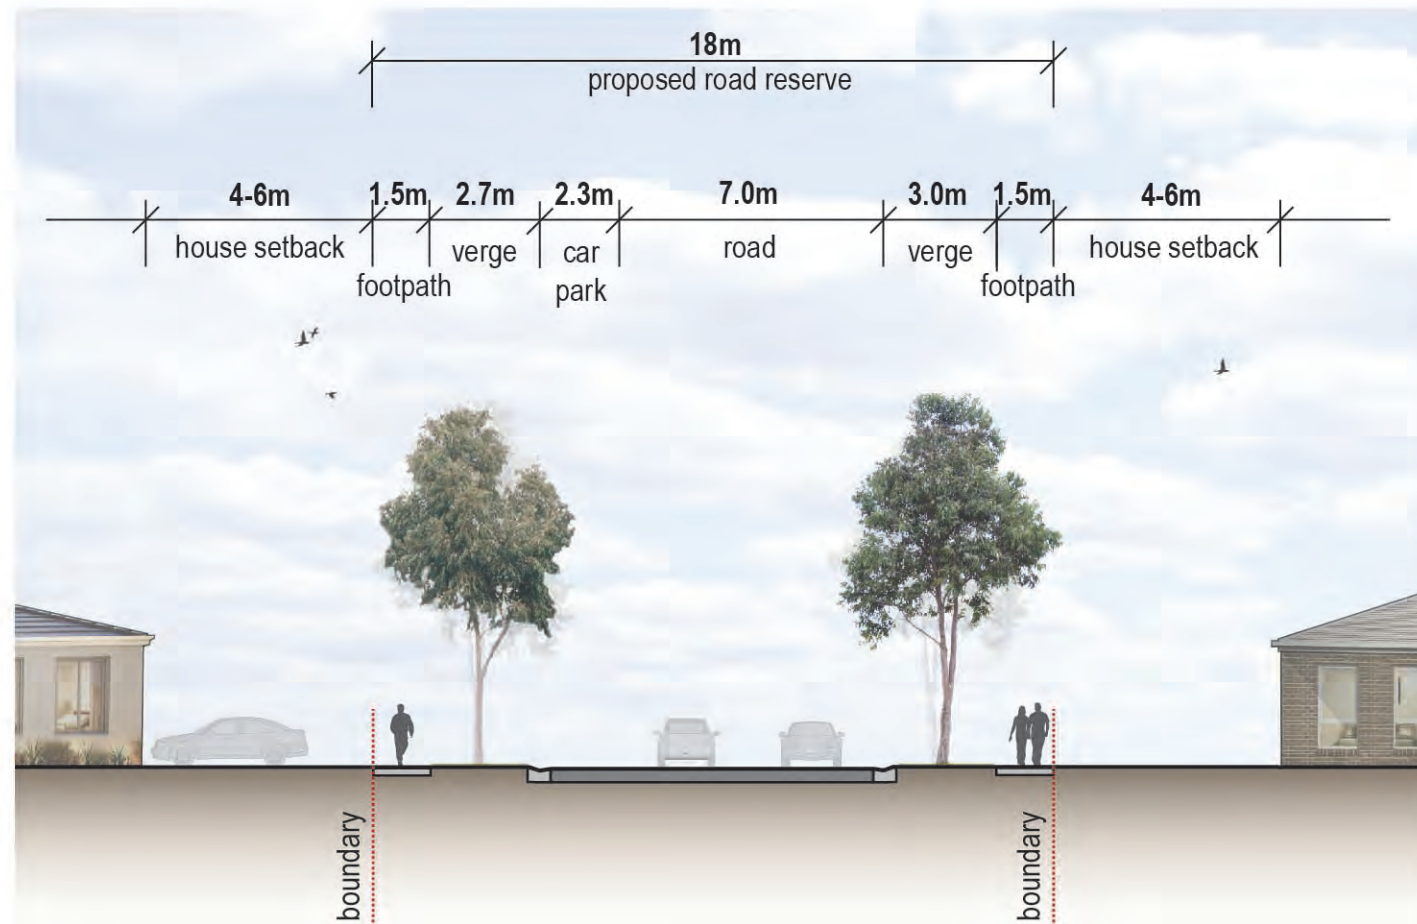 18m
proposed road reserve
4-6m 1.5m 2.7m 2.3m 7.0m 3.0m 1.5m 4-6m
house setback verge car road verge house setback
footpath park footpath
boundary boundary